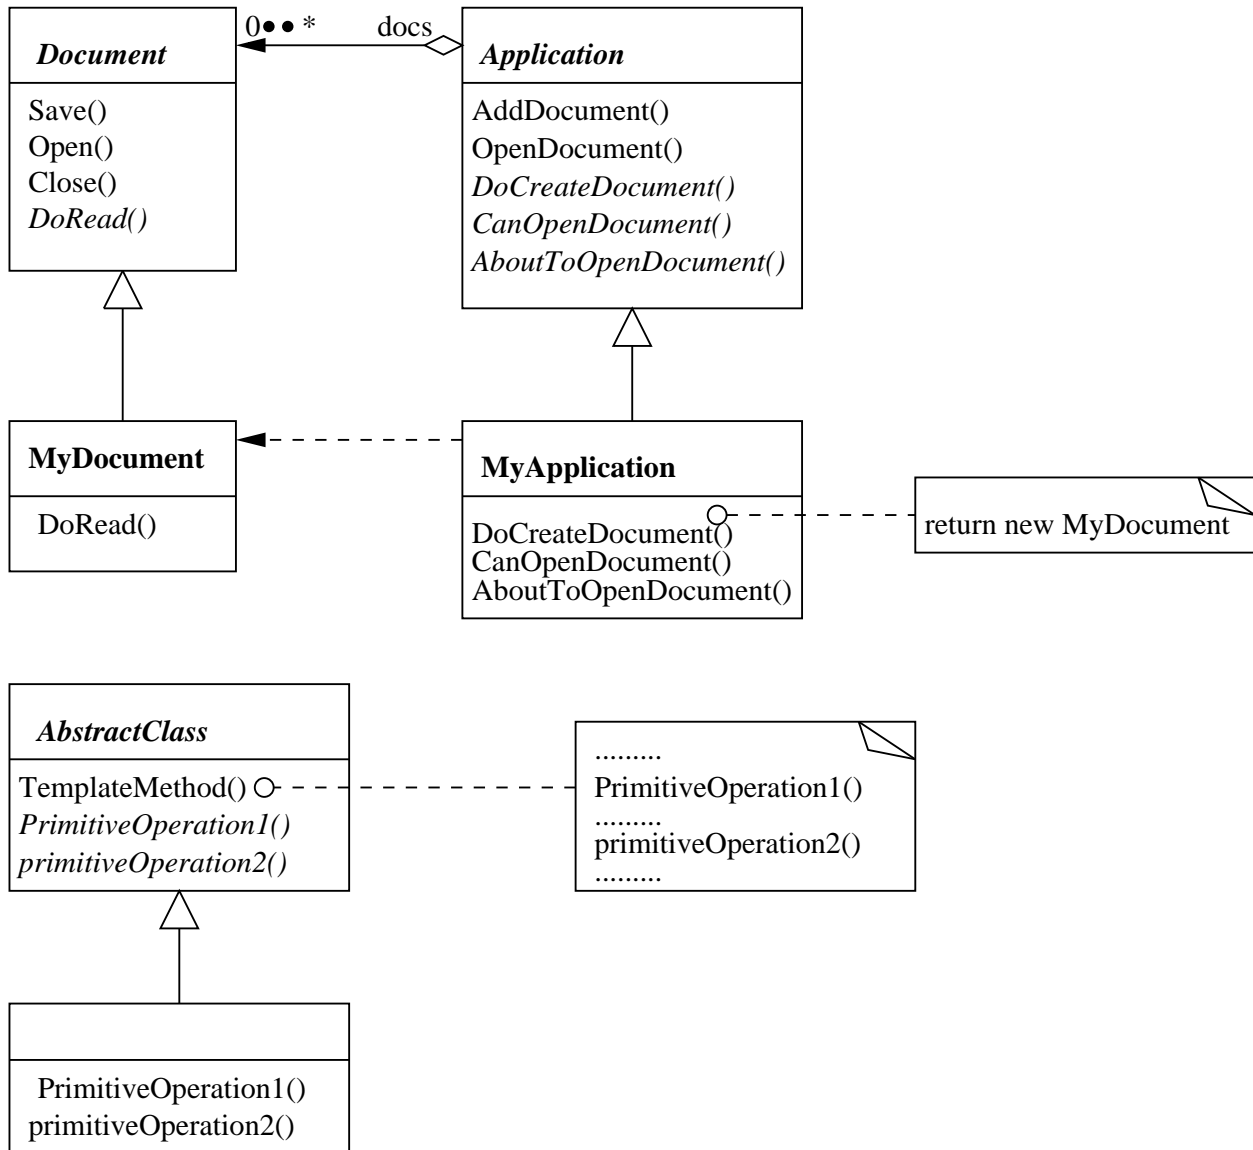 0●●*
docs
Document
Application
Save()
Open()
Close()
DoRead()
AddDocument()
OpenDocument()
DoCreateDocument()
CanOpenDocument()
AboutToOpenDocument()
MyDocument
DoRead()
MyApplication
DoCreateDocument()
CanOpenDocument()
AboutToOpenDocument()
return new MyDocument
AbstractClass
TemplateMethod()
PrimitiveOperation1()
primitiveOperation2()
.........
PrimitiveOperation1()
.........
primitiveOperation2()
.........
PrimitiveOperation1()
primitiveOperation2()